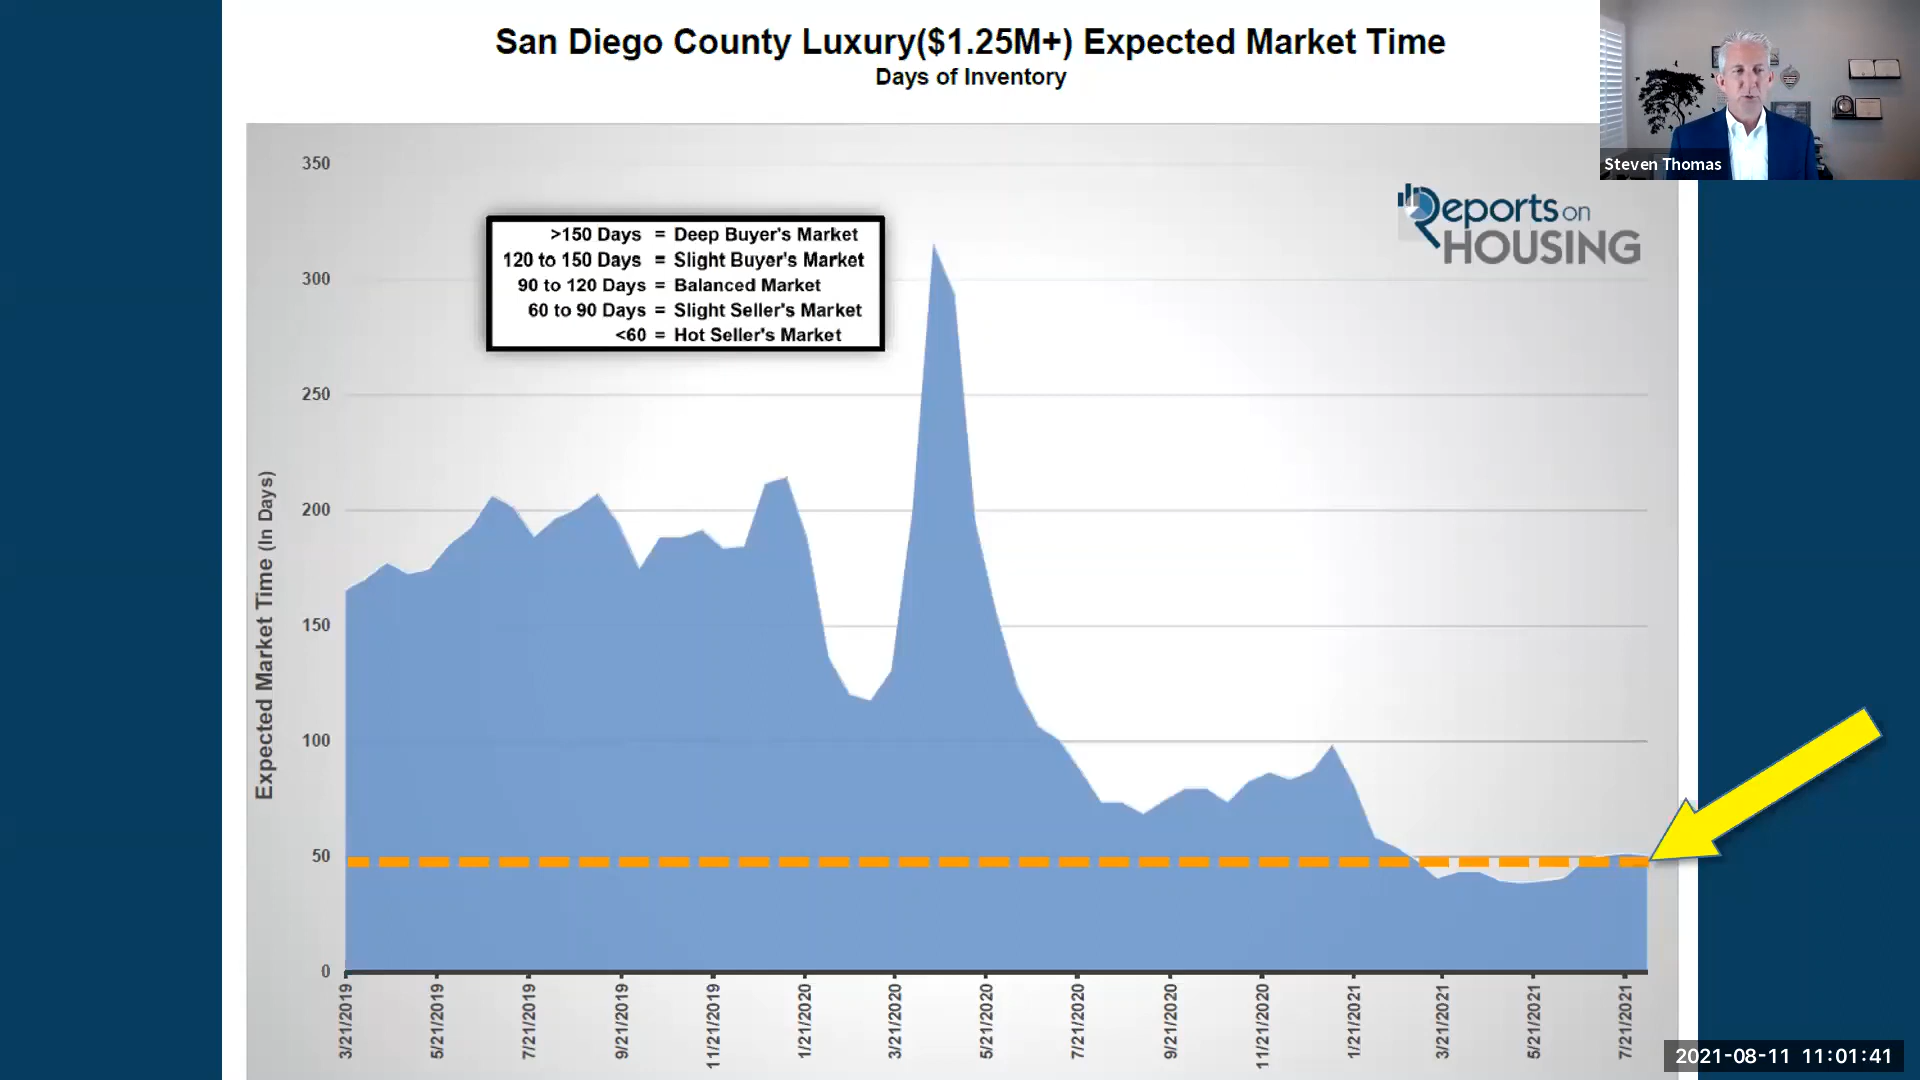 San Diego County Luxury($1.25M+) Expected Market Time
Days of Inventory
Steven Thomas
Reports on
HOUSING
>150 Days = Deep Buyer's Market
120 to 150 Days = Slight Buyer's Market
90 to 120 Days = Balanced Market
60 to 90 Days = Slight Seller's Market
<60 = Hot Seller's Market
Expected Market Time (In Days)
350
300
250
200
150
100
50
0
3/21/2019
5/21/2019
7/21/2019
9/21/2019
11/21/2019
1/21/2020
3/21/2020
5/21/2020
7/21/2020
9/21/2020
11/21/2020
1/21/2021
3/21/2021
5/21/2021
7/21/2021
2021-08-11 11:01:41